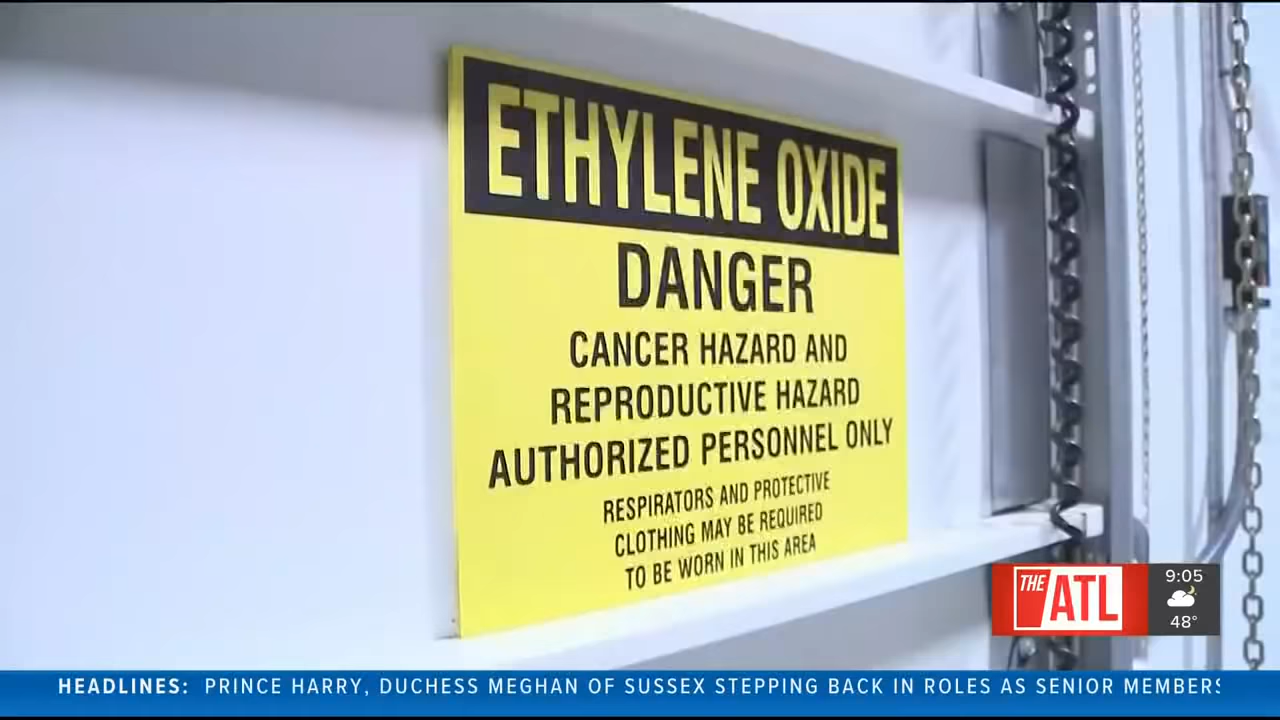 ETHYLENE OXIDE
DANGER
CANCER HAZARD AND
REPRODUCTIVE HAZARD
AUTHORIZED PERSONNEL ONLY
RESPIRATORS AND PROTECTIVE
CLOTHING MAY BE REQUIRED
TO BE WORN IN THIS AREA
THE ATL
9:05
48°
HEADLINES: PRINCE HARRY, DUCHESS MEGHAN OF SUSSEX STEPPING BACK IN ROLES AS SENIOR MEMBERS